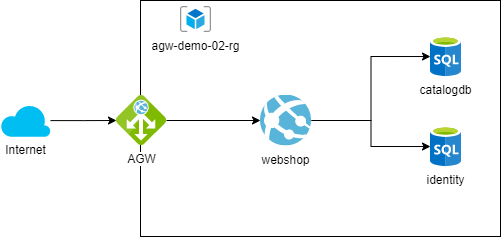 agw-demo-02-rg
SQL
catalogdb
Internet
AGW
webshop
SQL
identity